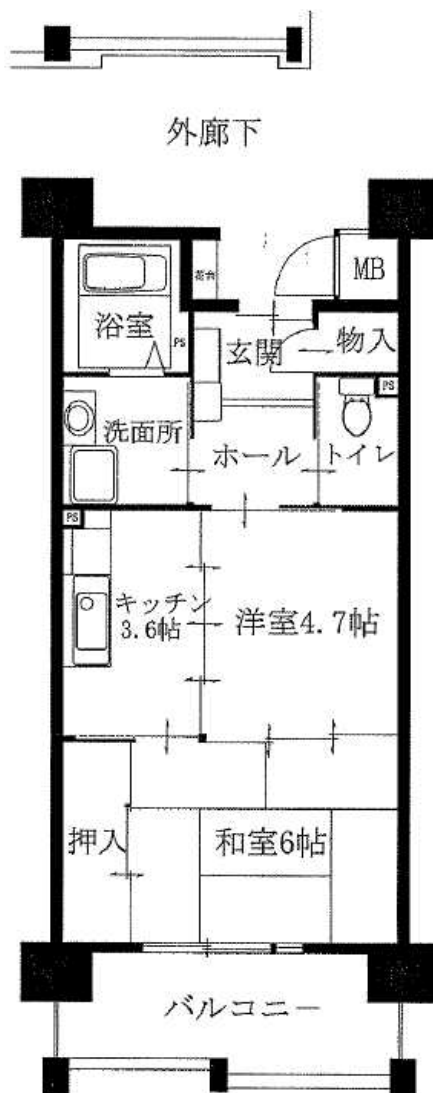 外廊下
MB
浴室
PS
玄関
物入
洗面所
ホール
トイレ
PS
PS
キッチン
3.6帖
洋室4.7帖
押入
和室6帖
バルコニー